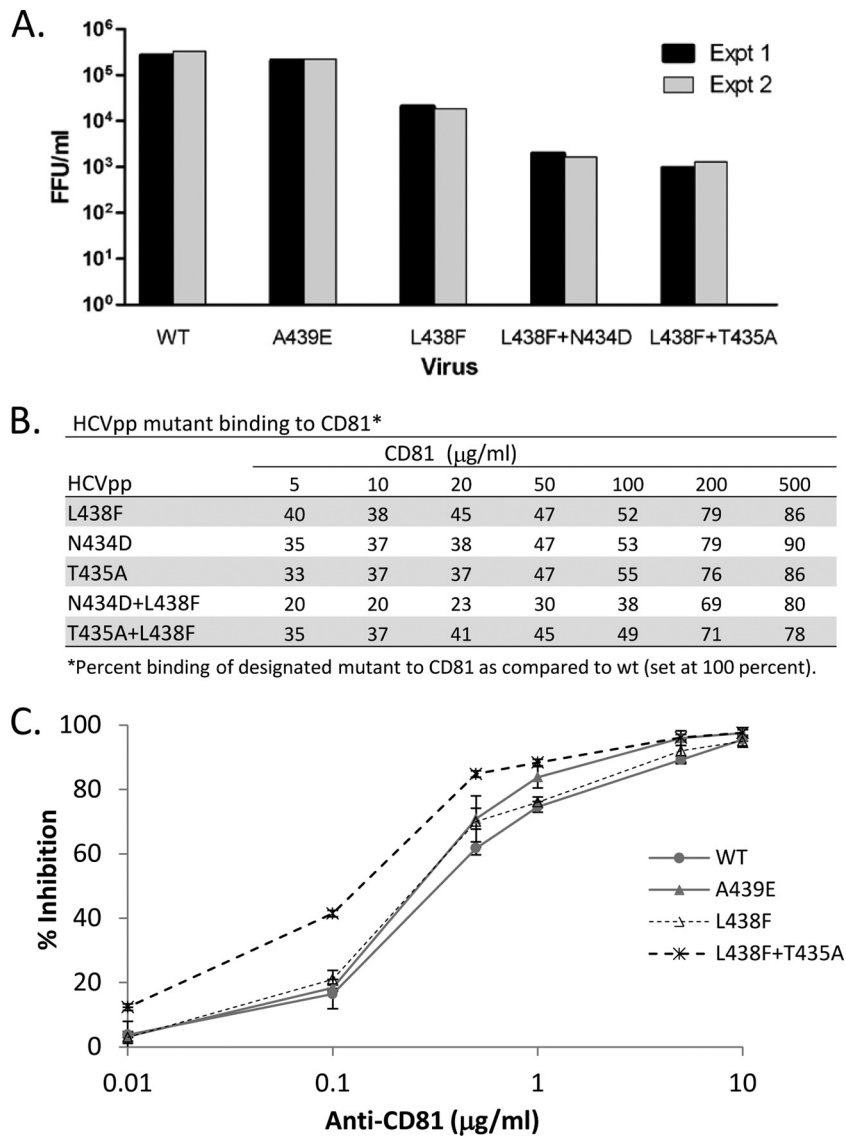 A.
10⁶
10⁵
10⁴
10³
10²
10¹
10⁰
FFU/ml
Expt 1
Expt 2
WT A439E L438F L438F+N434D L438F+T435A
Virus
B.
HCVpp mutant binding to CD81*
CD81 (μg/ml)
HCVpp 5 10 20 50 100 200 500
L438F 40 38 45 47 52 79 86
N434D 35 37 38 47 53 79 90
T435A 33 37 37 47 55 76 86
N434D+L438F 20 20 23 30 38 69 80
T435A+L438F 35 37 41 45 49 71 78
*Percent binding of designated mutant to CD81 as compared to wt (set at 100 percent).
C.
100
80
60
40
20
0
% Inhibition
WT
A439E
L438F
L438F+T435A
0.01 0.1 1 10
Anti-CD81 (μg/ml)